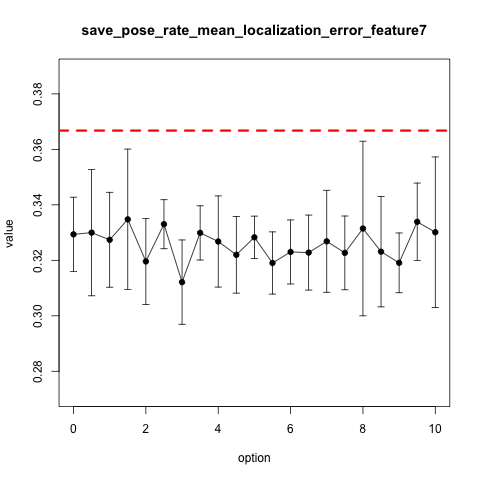 save_pose_rate_mean_localization_error_feature7
value
0.38
0.36
0.34
0.32
0.30
0.28
0 2 4 6 8 10
option